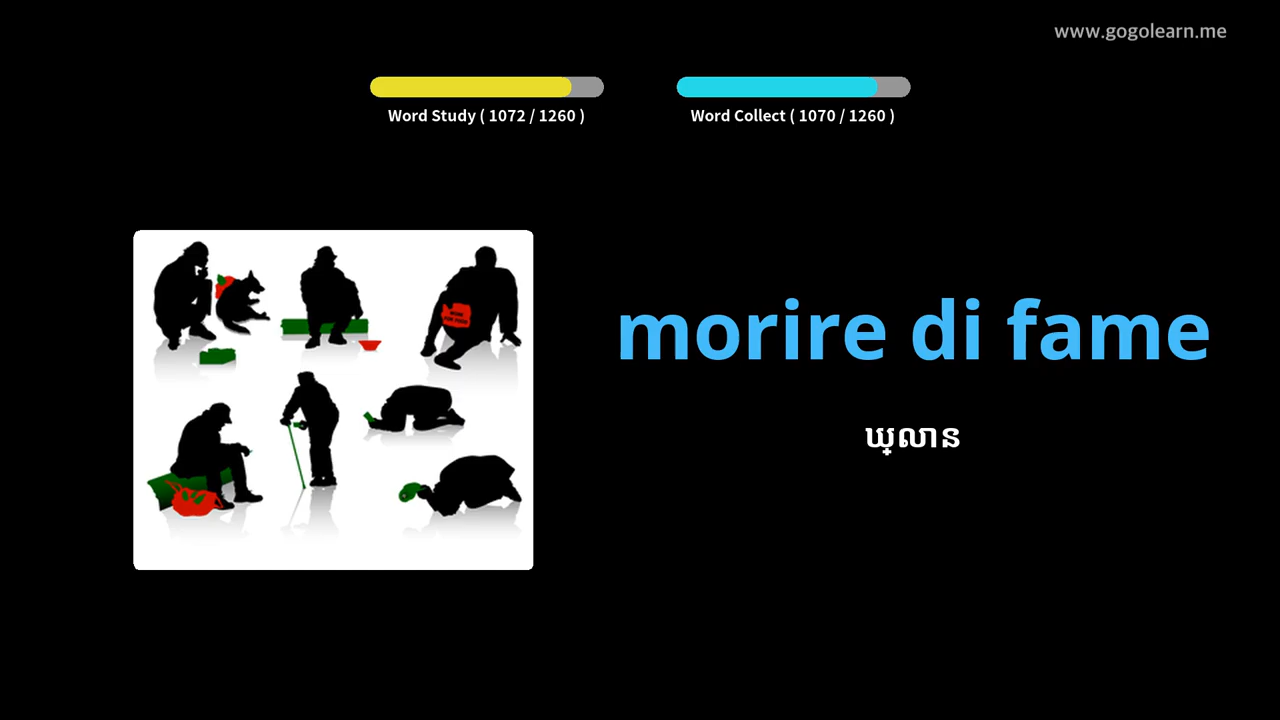 www.gogolearn.me
Word Study ( 1072 / 1260 )
Word Collect ( 1070 / 1260 )
morire di fame
ឃ្លាន